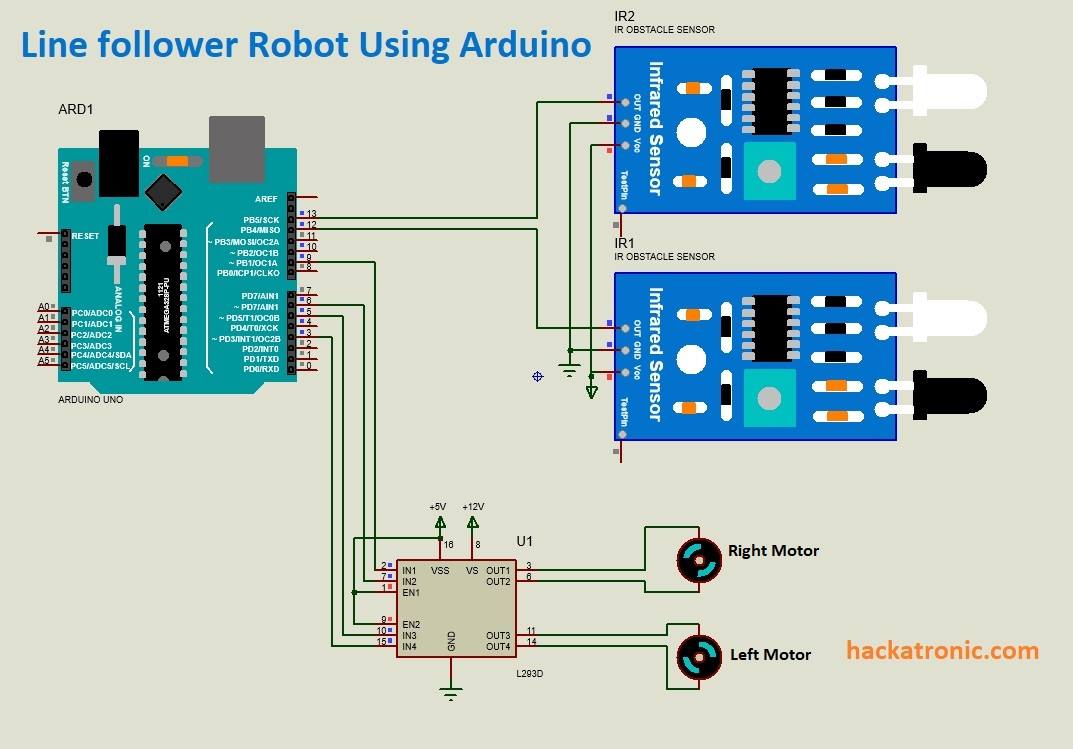 Line follower Robot Using Arduino
IR2
IR OBSTACLE SENSOR
Infrared Sensor
OUT
GND
Vcc
TestPin
IR1
IR OBSTACLE SENSOR
Infrared Sensor
OUT
GND
Vcc
TestPin
ARD1
Reset BTN
ON
AREF
RESET
PB5/SCK 13
PB4/MISO 12
~ PB3/MOSI/OC2A 11
~ PB2/OC1B 10
~ PB1/OC1A 9
PB0/ICP1/CLKO 8
1121
ATMEGA328P-PU
ANALOG IN
PD7/AIN1 7
~ PD7/AIN1 6
~ PD5/T1/OC0B 5
PD4/T0/XCK 4
~ PD3/INT1/OC2B 3
PD2/INT0 2
PD1/TXD 1
PD0/RXD 0
A0 PC0/ADC0
A1 PC1/ADC1
A2 PC2/ADC2
A3 PC3/ADC3
A4 PC4/ADC4/SDA
A5 PC5/ADC5/SCL
ARDUINO UNO
+5V +12V
16 8
U1
VSS VS
2 IN1
7 IN2
1 EN1
9 EN2
10 IN3
15 IN4
GND
OUT1 3
OUT2 6
OUT3 11
OUT4 14
L293D
Right Motor
Left Motor
hackatronic.com